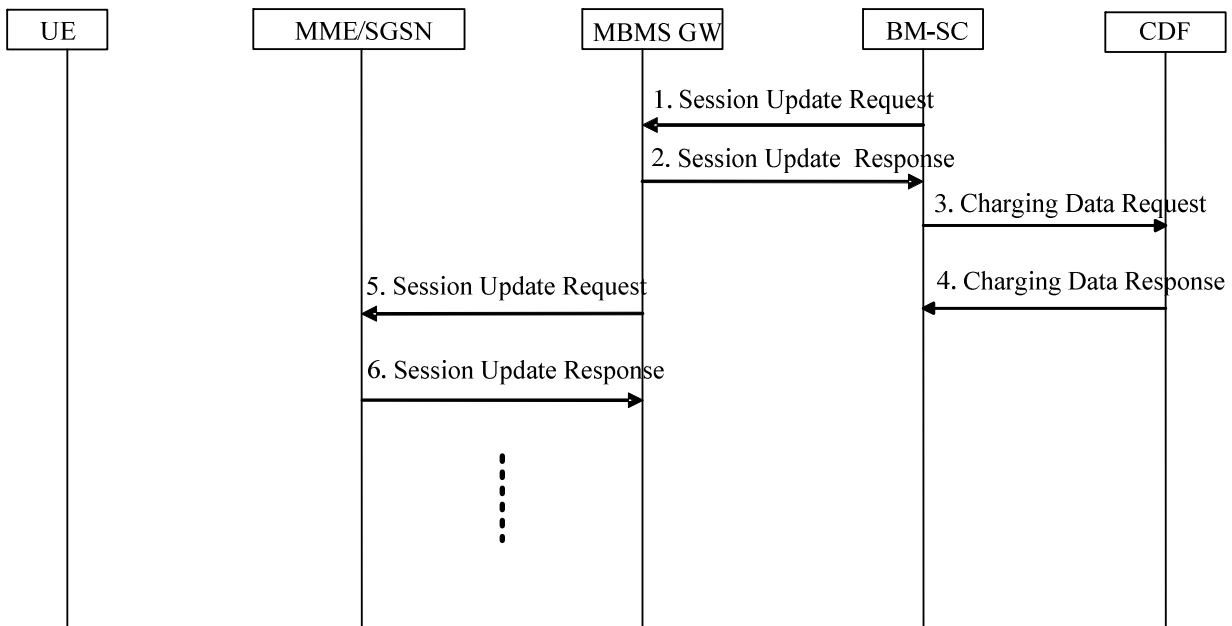 UE
MME/SGSN
MBMS GW
BM-SC
CDF
1. Session Update Request
2. Session Update Response
3. Charging Data Request
4. Charging Data Response
5. Session Update Request
6. Session Update Response